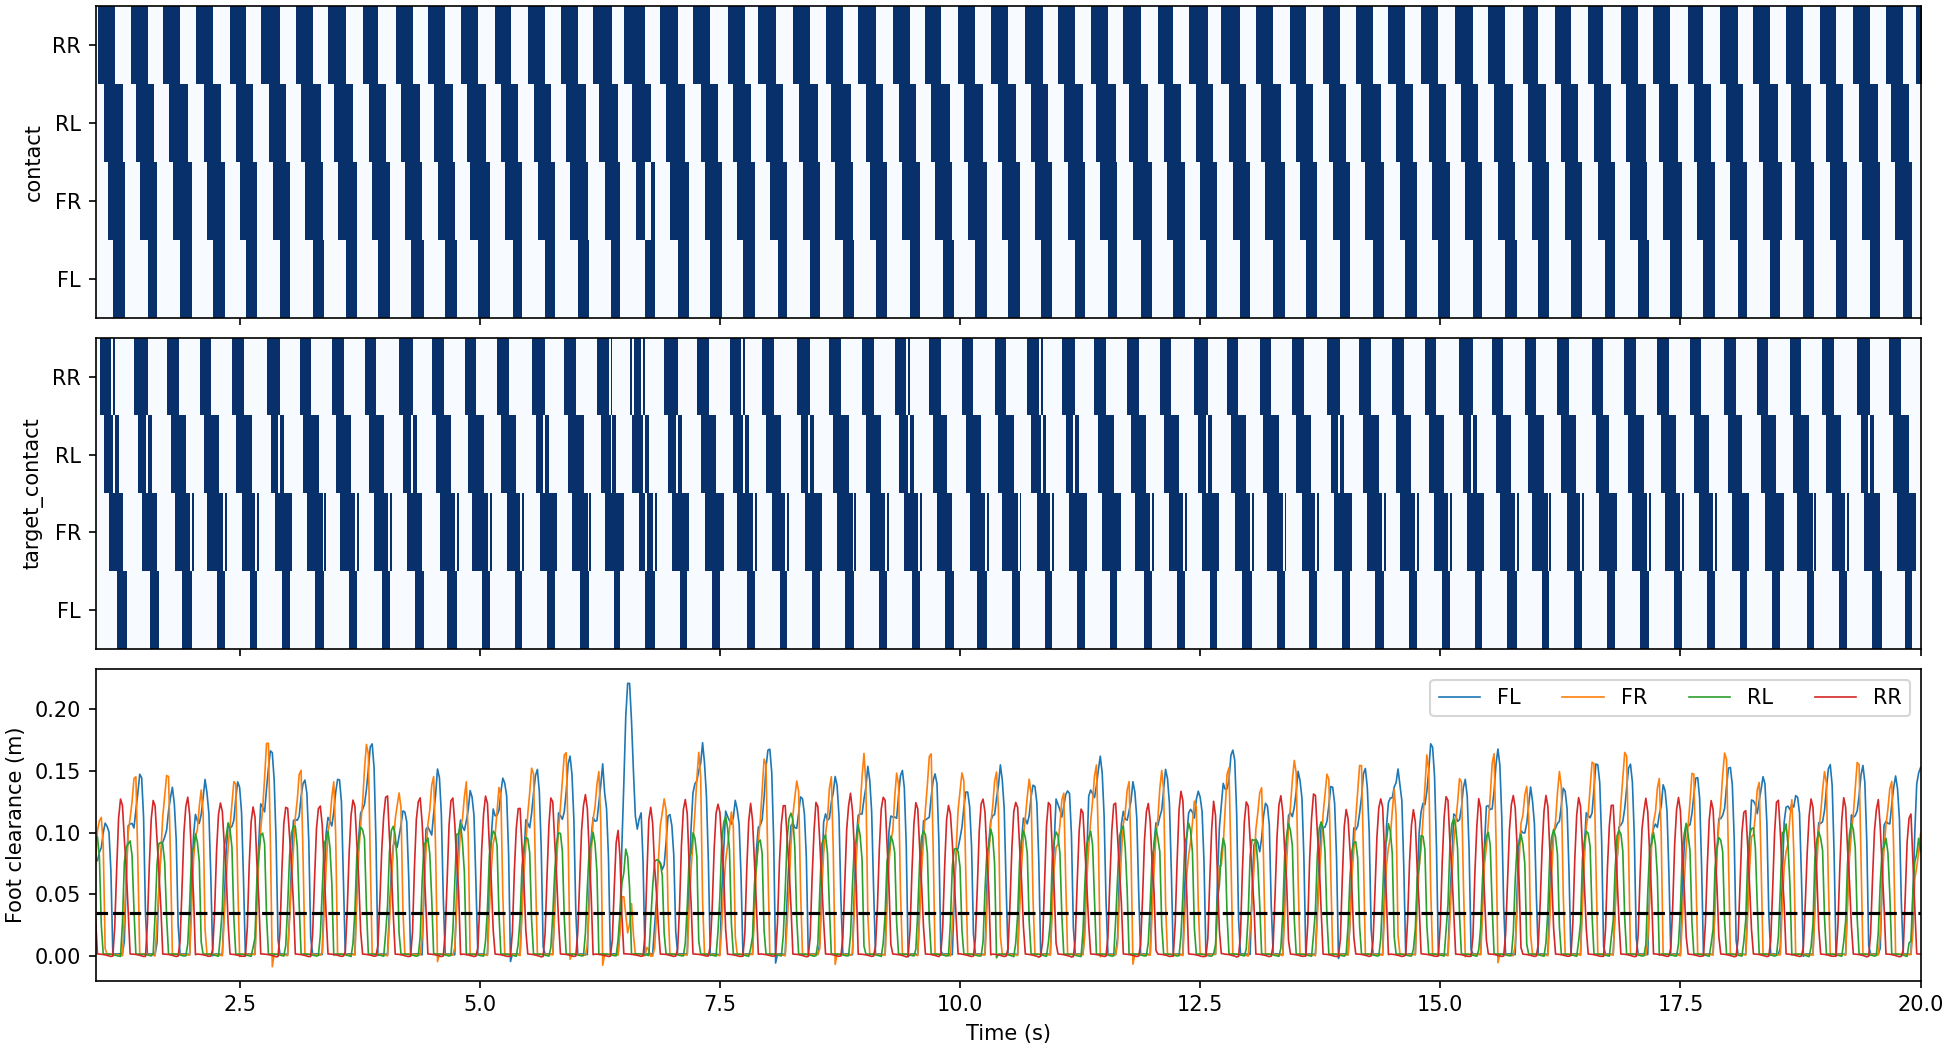 contact
RR
RL
FR
FL
target_contact
RR
RL
FR
FL
Foot clearance (m)
0.20
0.15
0.10
0.05
0.00
FL FR RL RR
2.5 5.0 7.5 10.0 12.5 15.0 17.5 20.0
Time (s)